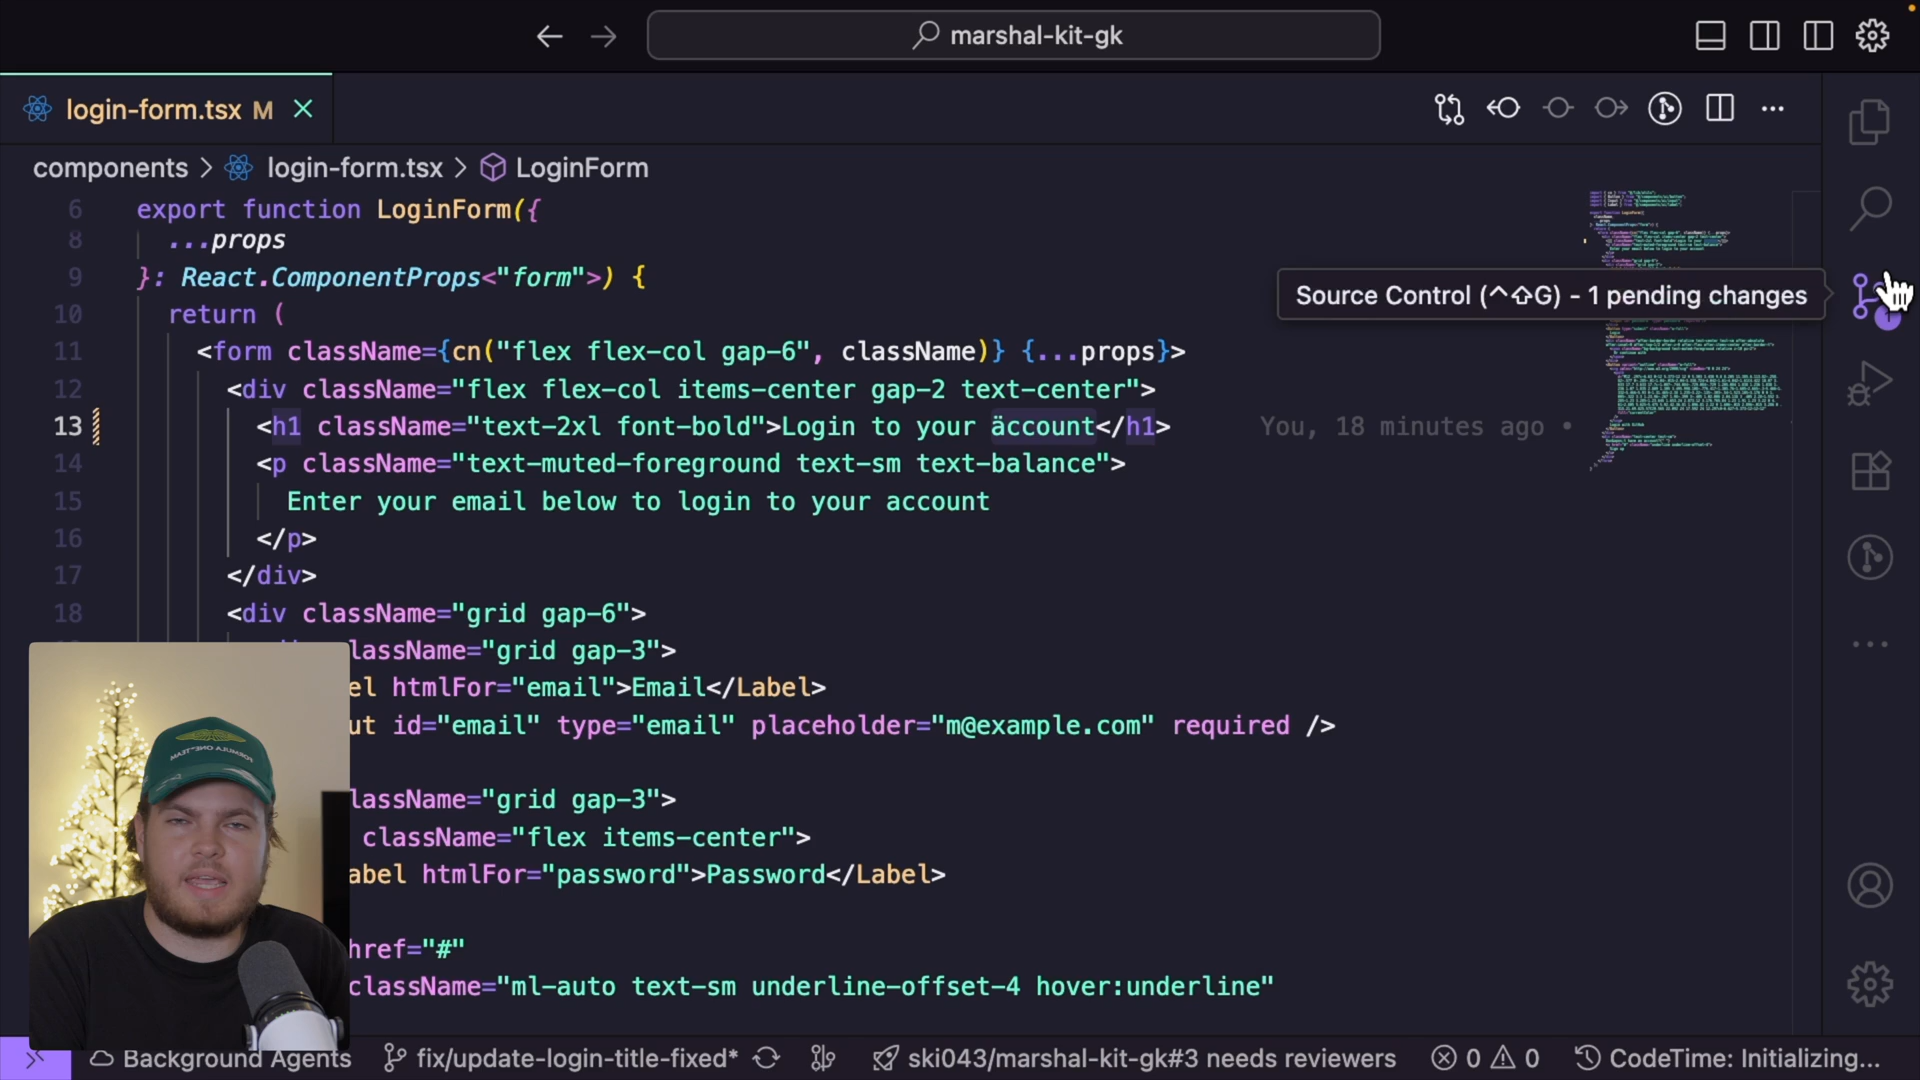 marshal-kit-gk
login-form.tsx M
components > login-form.tsx > LoginForm
6 export function LoginForm({
8 ...props
9 }: React.ComponentProps<"form">) {
Source Control (^⇧G) - 1 pending changes
10 return (
11 <form className={cn("flex flex-col gap-6", className)} {...props}>
12 <div className="flex flex-col items-center gap-2 text-center">
13 <h1 className="text-2xl font-bold">Login to your äccount</h1> You, 18 minutes ago •
14 <p className="text-muted-foreground text-sm text-balance">
15 Enter your email below to login to your account
16 </p>
17 </div>
18 <div className="grid gap-6">
lassName="grid gap-3">
el htmlFor="email">Email</Label>
ut id="email" type="email" placeholder="m@example.com" required />
lassName="grid gap-3">
className="flex items-center">
abel htmlFor="password">Password</Label>
href="#"
className="ml-auto text-sm underline-offset-4 hover:underline"
FORMULA ONE™ TEAM
Background Agents fix/update-login-title-fixed* ski043/marshal-kit-gk#3 needs reviewers 0 0 CodeTime: Initializing...